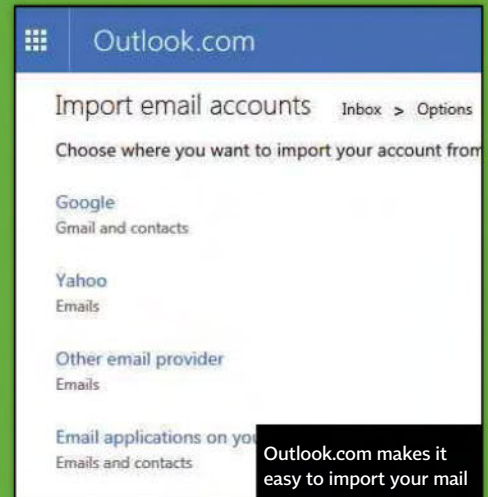 Outlook.com
Import email accounts Inbox > Options
Choose where you want to import your account from
Google
Gmail and contacts
Yahoo
Emails
Other email provider
Emails
Email applications on
Emails and contacts
Outlook.com makes it
easy to import your mail